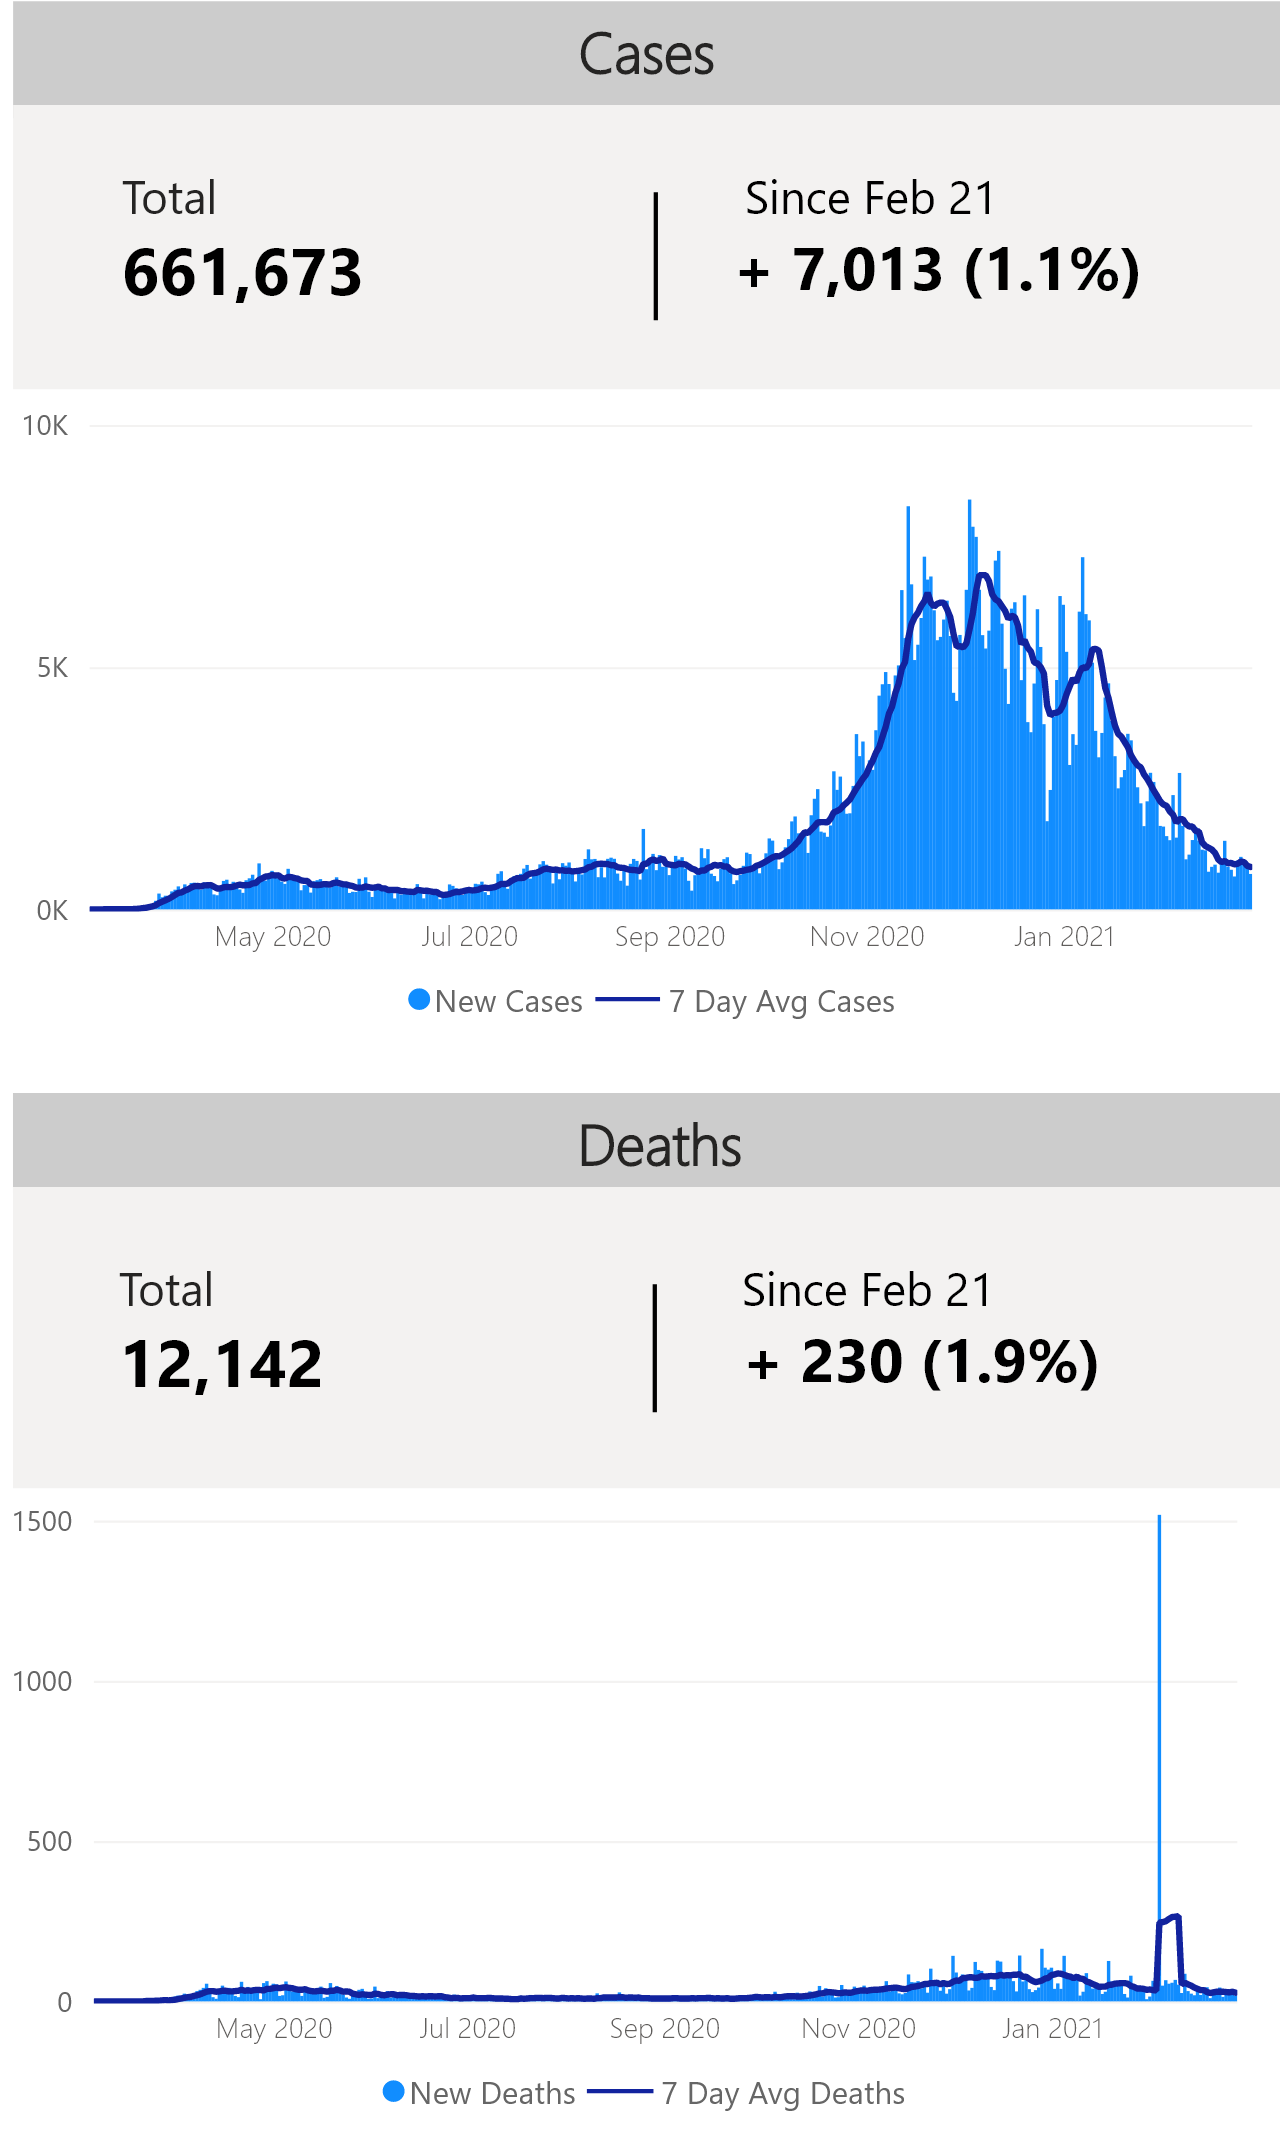 Cases
Total
661,673
Since Feb 21
+ 7,013 (1.1%)
10K
5K
0K
May 2020
Jul 2020
Sep 2020
Nov 2020
Jan 2021
New Cases
7 Day Avg Cases
Deaths
Total
12,142
Since Feb 21
+ 230 (1.9%)
1500
1000
500
0
May 2020
Jul 2020
Sep 2020
Nov 2020
Jan 2021
New Deaths
7 Day Avg Deaths